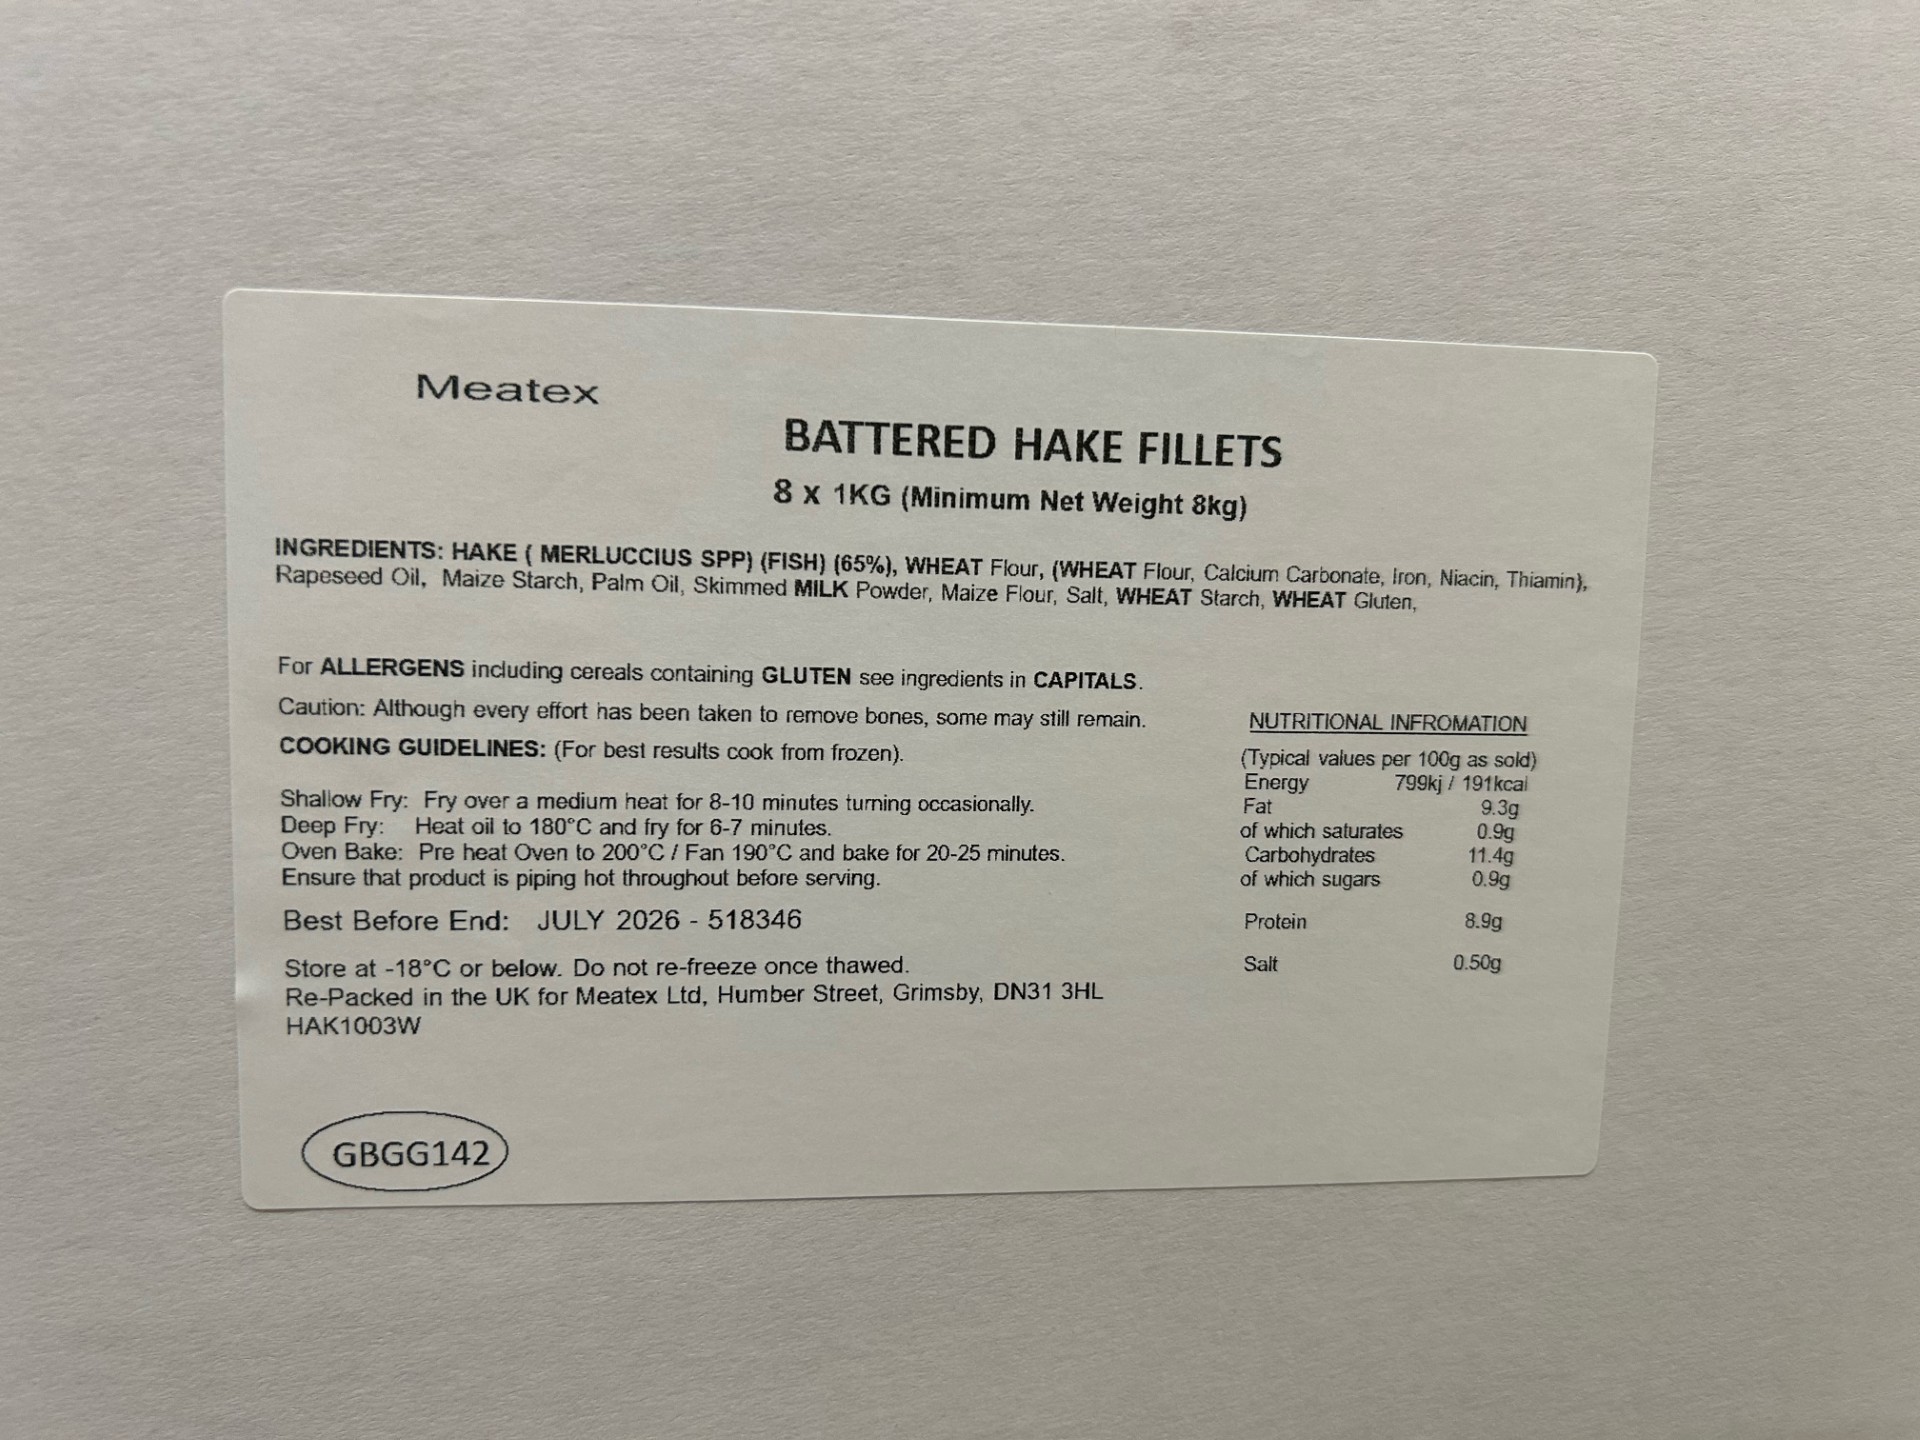 Meatex
BATTERED HAKE FILLETS
8 x 1KG (Minimum Net Weight 8kg)
INGREDIENTS: HAKE ( MERLUCCIUS SPP) (FISH) (65%), WHEAT Flour, (WHEAT Flour, Calcium Carbonate, Iron, Niacin, Thiamin),
Rapeseed Oil, Maize Starch, Palm Oil, Skimmed MILK Powder, Maize Flour, Salt, WHEAT Starch, WHEAT Gluten,
For ALLERGENS including cereals containing GLUTEN see ingredients in CAPITALS.
Caution: Although every effort has been taken to remove bones, some may still remain.
COOKING GUIDELINES: (For best results cook from frozen).
Shallow Fry: Fry over a medium heat for 8-10 minutes turning occasionally.
Deep Fry: Heat oil to 180°C and fry for 6-7 minutes.
Oven Bake: Pre heat Oven to 200°C / Fan 190°C and bake for 20-25 minutes.
Ensure that product is piping hot throughout before serving.
Best Before End: JULY 2026 - 518346
Store at -18°C or below. Do not re-freeze once thawed.
Re-Packed in the UK for Meatex Ltd, Humber Street, Grimsby, DN31 3HL
HAK1003W
GBGG142
NUTRITIONAL INFROMATION
(Typical values per 100g as sold)
Energy 799kj / 191kcal
Fat 9.3g
of which saturates 0.9g
Carbohydrates 11.4g
of which sugars 0.9g
Protein 8.9g
Salt 0.50g